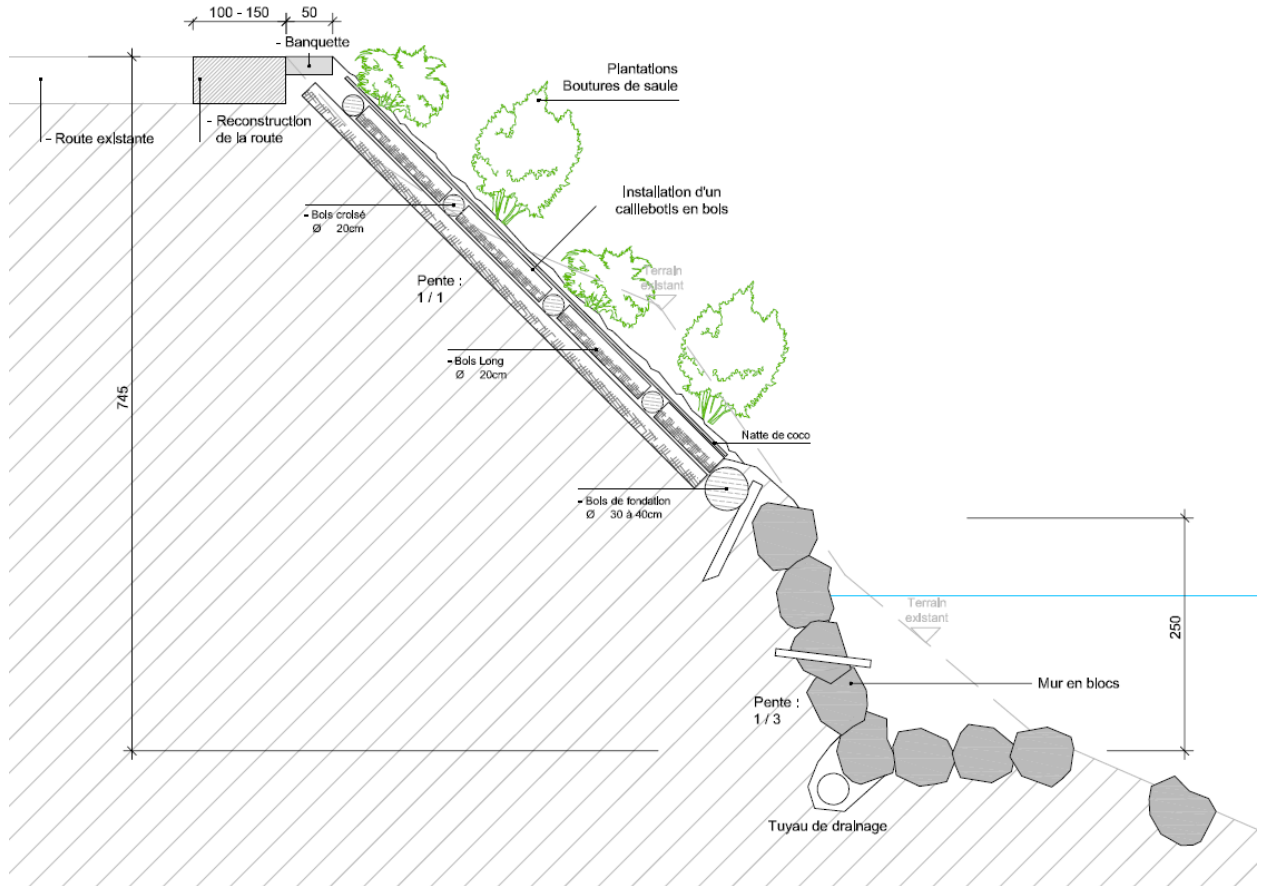 100 - 150
50
- Banquette
Plantations
Boutures de saule
- Route existante
- Reconstruction
de la route
Installation d'un
caillebotis en bois
- Bois croisé
Ø 20cm
Terrain
existant
Pente :
1 / 1
- Bois Long
Ø 20cm
745
Natte de coco
- Bois de fondation
Ø 30 à 40cm
Terrain
existant
250
Mur en blocs
Pente :
1 / 3
Tuyau de drainage